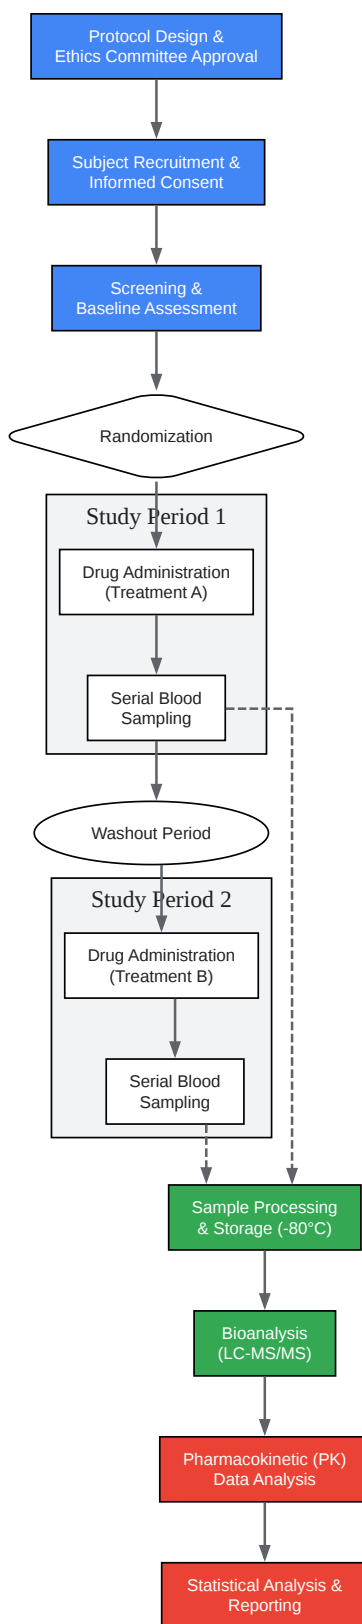 Protocol Design &
Ethics Committee Approval
Subject Recruitment &
Informed Consent
Screening &
Baseline Assessment
Randomization
Study Period 1
Drug Administration
(Treatment A)
Serial Blood
Sampling
Washout Period
Study Period 2
Drug Administration
(Treatment B)
Serial Blood
Sampling
Sample Processing
& Storage (-80°C)
Bioanalysis
(LC-MS/MS)
Pharmacokinetic (PK)
Data Analysis
Statistical Analysis &
Reporting